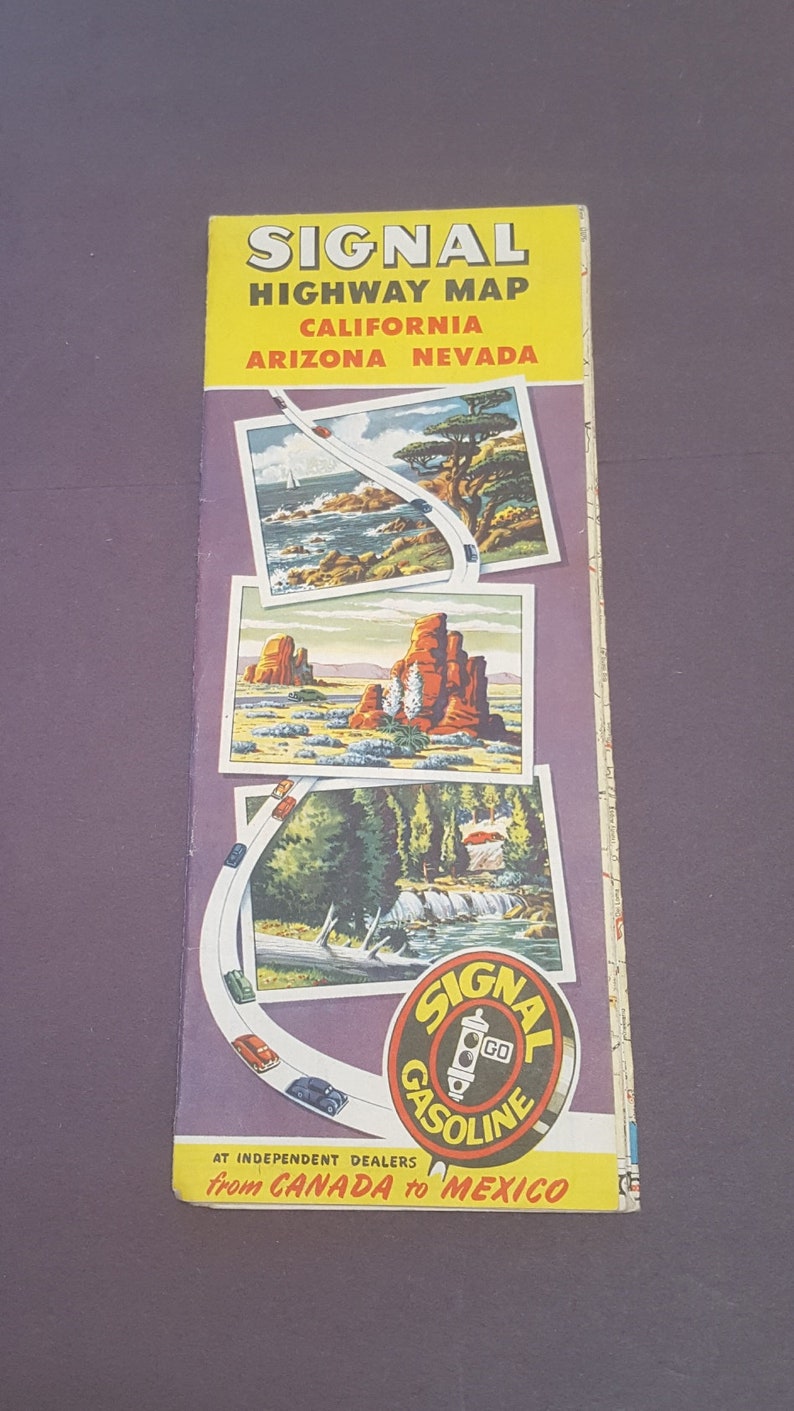 SIGNAL
HIGHWAY MAP
CALIFORNIA
ARIZONA NEVADA
SIGNAL
GO
GASOLINE
AT INDEPENDENT DEALERS
from CANADA to MEXICO